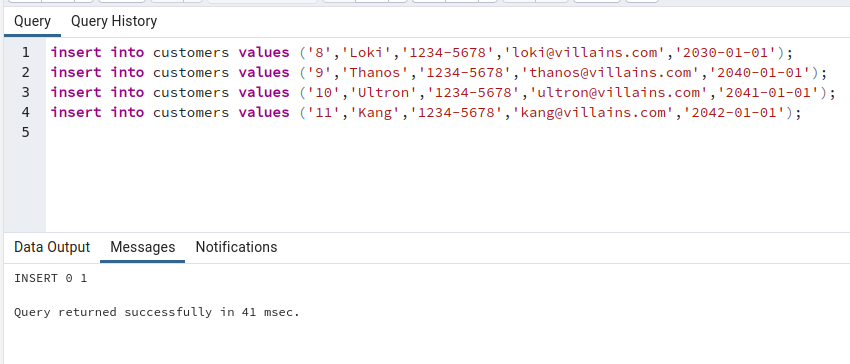 Query Query History
1 insert into customers values ('8','Loki','1234-5678','loki@villains.com','2030-01-01');
2 insert into customers values ('9','Thanos','1234-5678','thanos@villains.com','2040-01-01');
3 insert into customers values ('10','Ultron','1234-5678','ultron@villains.com','2041-01-01');
4 insert into customers values ('11','Kang','1234-5678','kang@villains.com','2042-01-01');
5
Data Output Messages Notifications
INSERT 0 1
Query returned successfully in 41 msec.